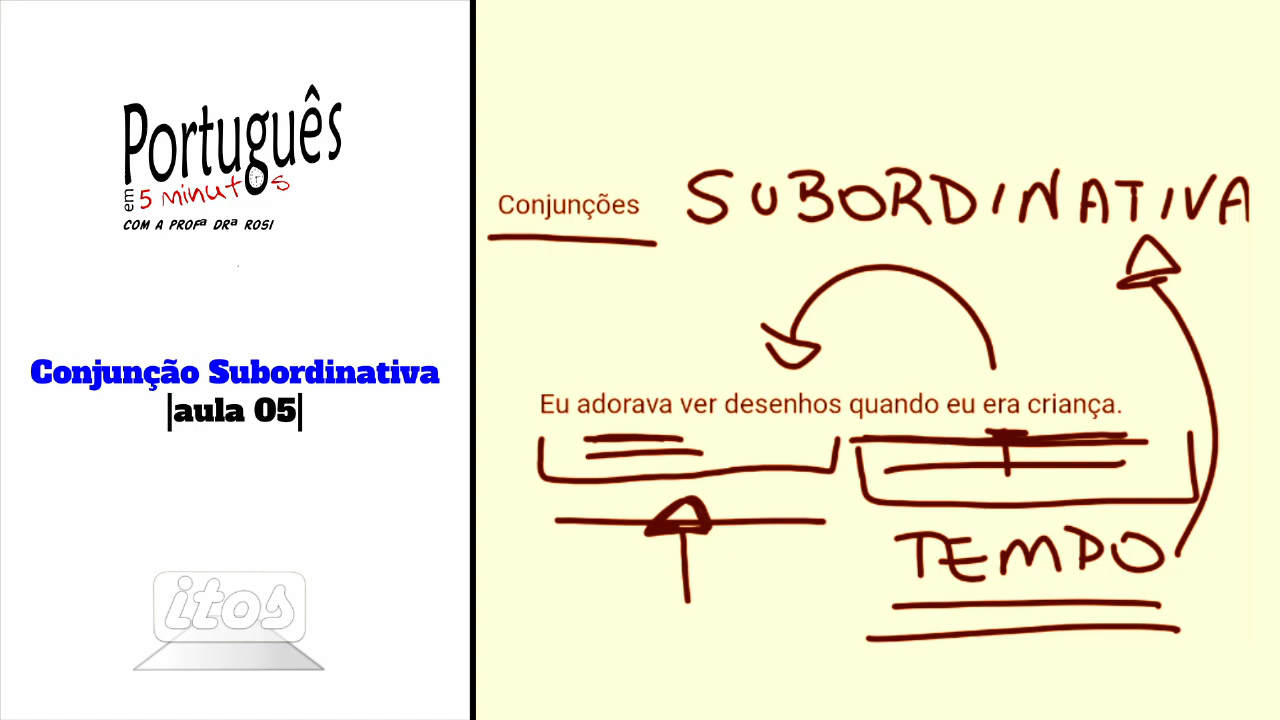 Português
em 5 minutos
COM A PROFª DRª ROSI
Conjunção Subordinativa
|aula 05|
itos
Conjunções SUBORDINATIVA
Eu adorava ver desenhos quando eu era criança.
TEMPO